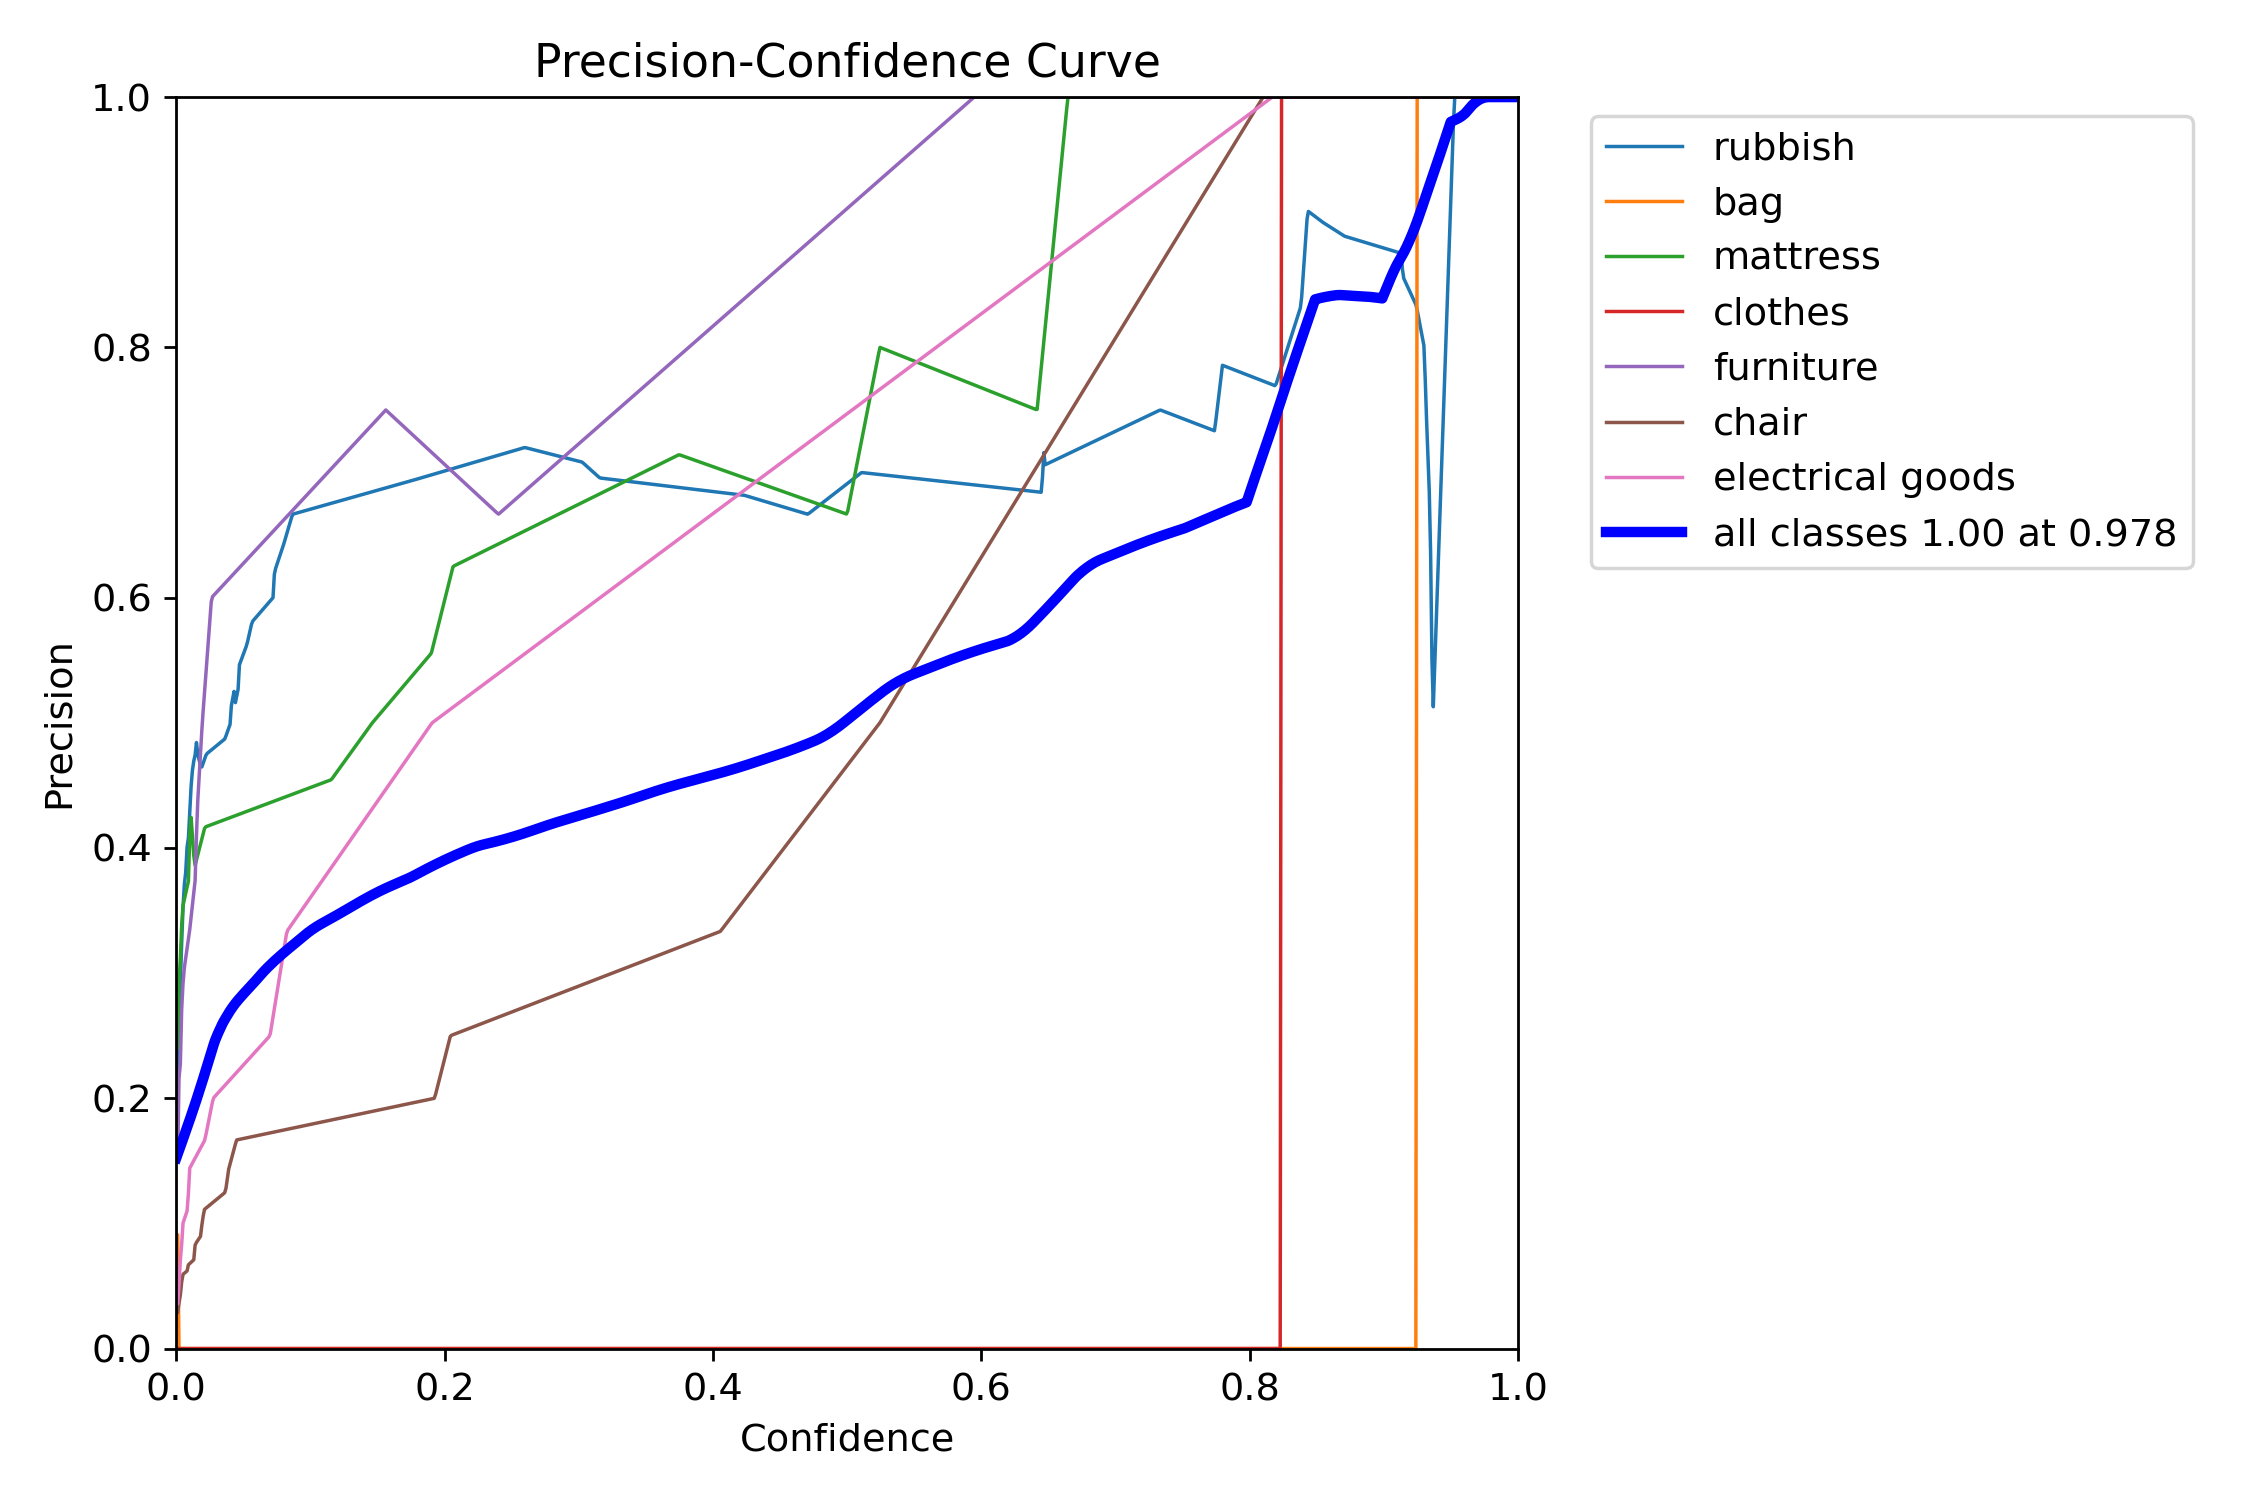 Precision-Confidence Curve
1.0
0.8
0.6
0.4
0.2
0.0
Precision
0.0 0.2 0.4 0.6 0.8 1.0
Confidence
rubbish
bag
mattress
clothes
furniture
chair
electrical goods
all classes 1.00 at 0.978